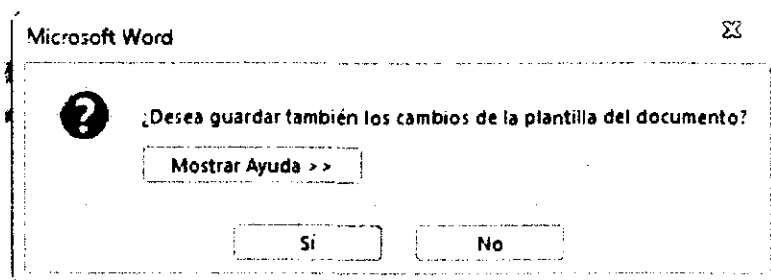 Microsoft Word
¿Desea guardar también los cambios de la plantilla del documento?
Mostrar Ayuda >>
Sí
No